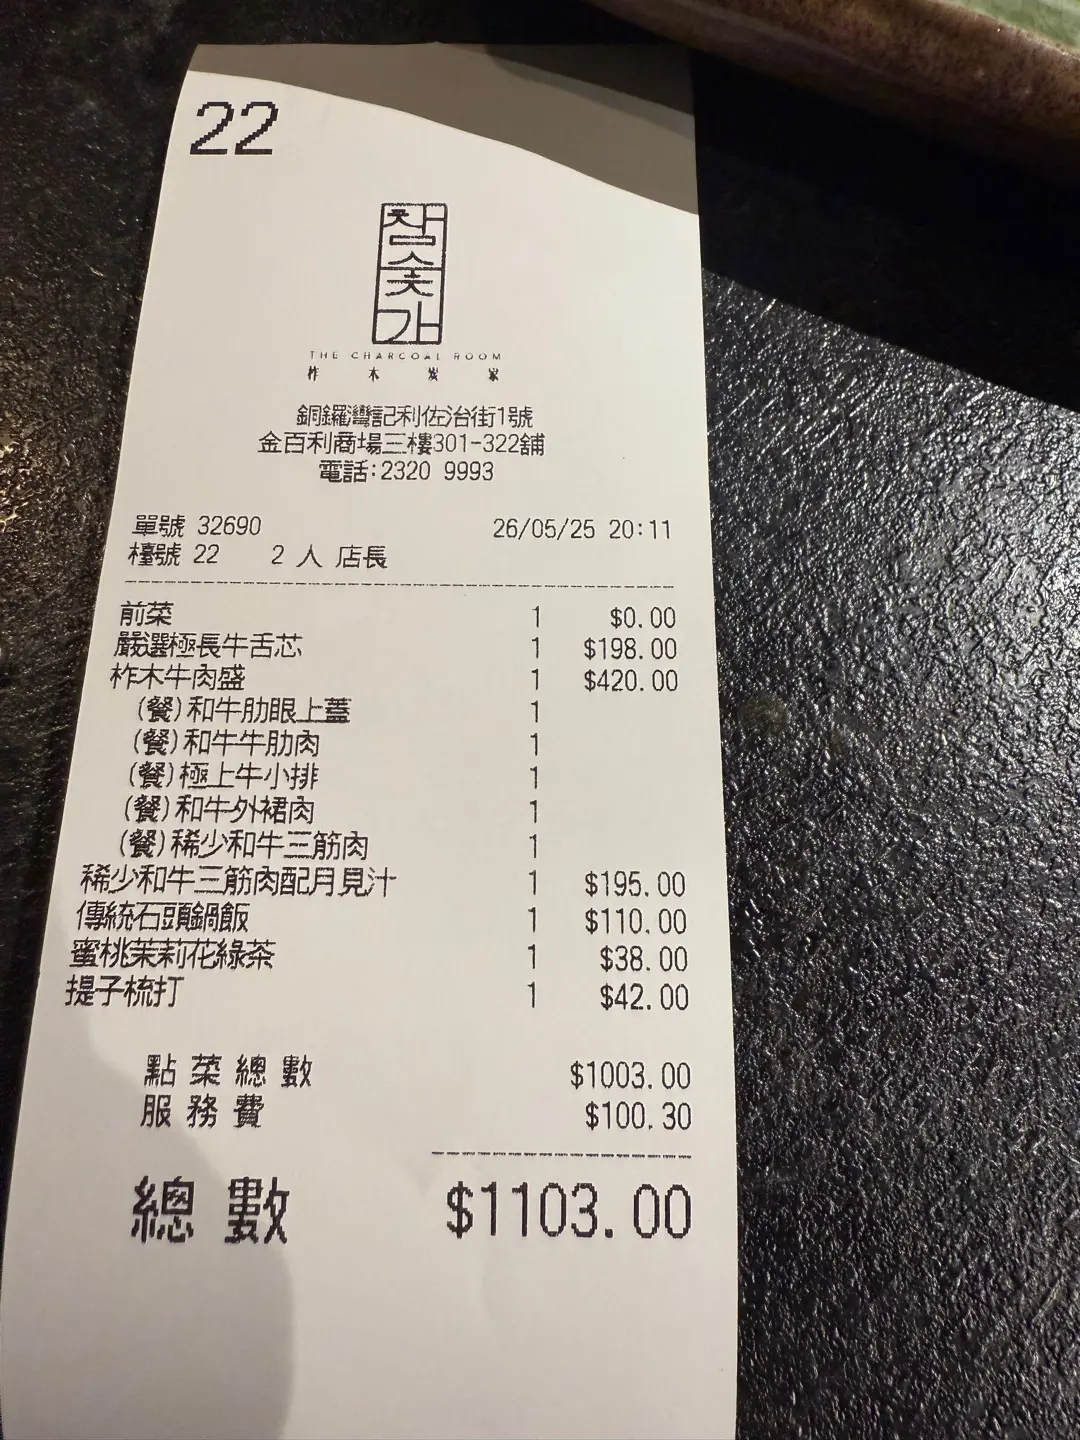 22
참숯가
THE CHARCOAL ROOM
柞木炭家
銅鑼灣記利佐治街1號
金百利商場三樓301-322舖
電話:2320 9993
單號 32690 26/05/25 20:11
檯號 22 2 人 店長
前菜 1 $0.00
嚴選極長牛舌芯 1 $198.00
柞木牛肉盛 1 $420.00
(餐)和牛肋眼上蓋 1
(餐)和牛牛肋肉 1
(餐)極上牛小排 1
(餐)和牛外裙肉 1
(餐)稀少和牛三筋肉 1
稀少和牛三筋肉配月見汁 1 $195.00
傳統石頭鍋飯 1 $110.00
蜜桃茉莉花綠茶 1 $38.00
提子梳打 1 $42.00
點菜總數 $1003.00
服務費 $100.30
總數 $1103.00